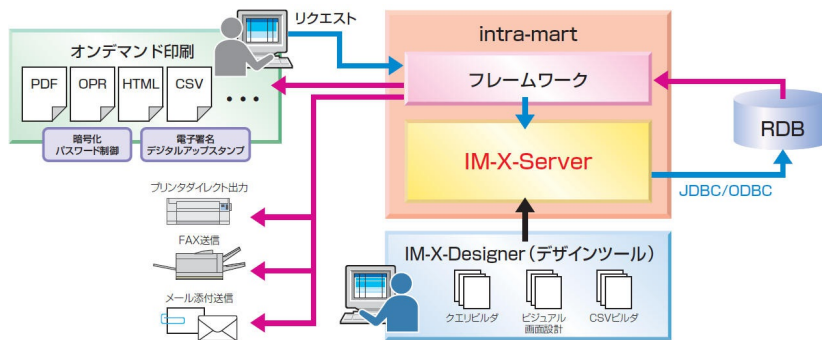 リクエスト
オンデマンド印刷
PDF
OPR
HTML
CSV
・・・
暗号化
パスワード制御
電子署名
デジタルアップスタンプ
プリンタダイレクト出力
FAX送信
メール添付送信
intra-mart
フレームワーク
IM-X-Server
RDB
JDBC/ODBC
IM-X-Designer(デザインツール)
クエリビルダ
ビジュアル
画面設計
CSVビルダ